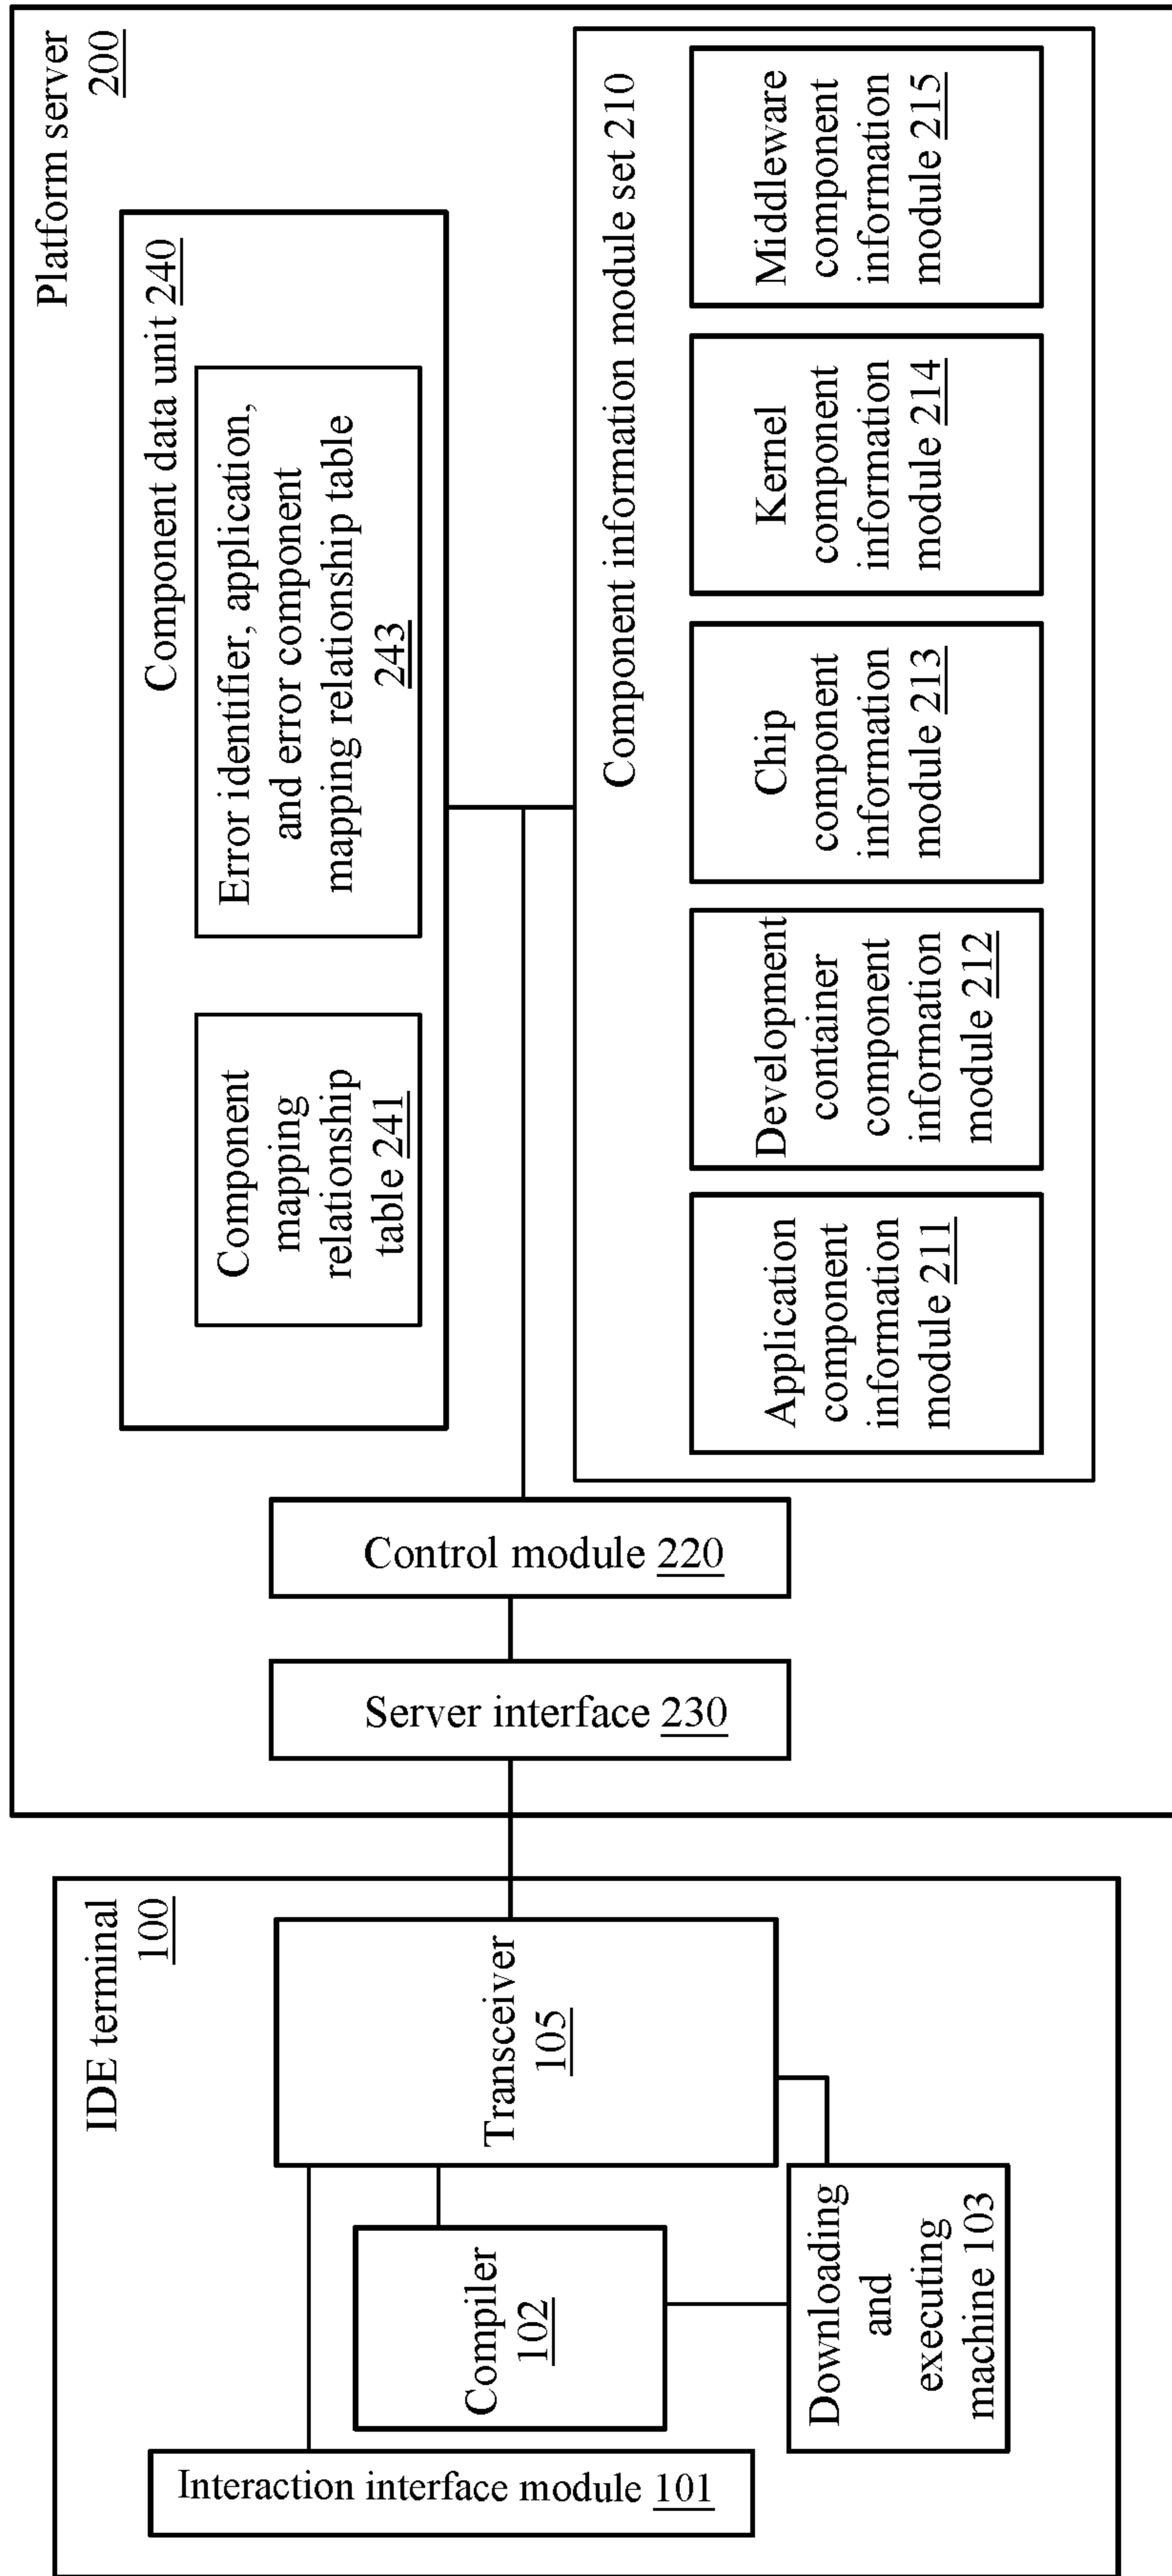 IDE terminal
100
Interaction interface module 101
Compiler
102
Downloading
and
executing
machine 103
Transceiver
105
Platform server
200
Server interface 230
Control module 220
Component data unit 240
Component
mapping
relationship
table 241
Error identifier, application,
and error component
mapping relationship table
243
Component information module set 210
Application
component
information
module 211
Development
container
component
information
module 212
Chip
component
information
module 213
Kernel
component
information
module 214
Middleware
component
information
module 215